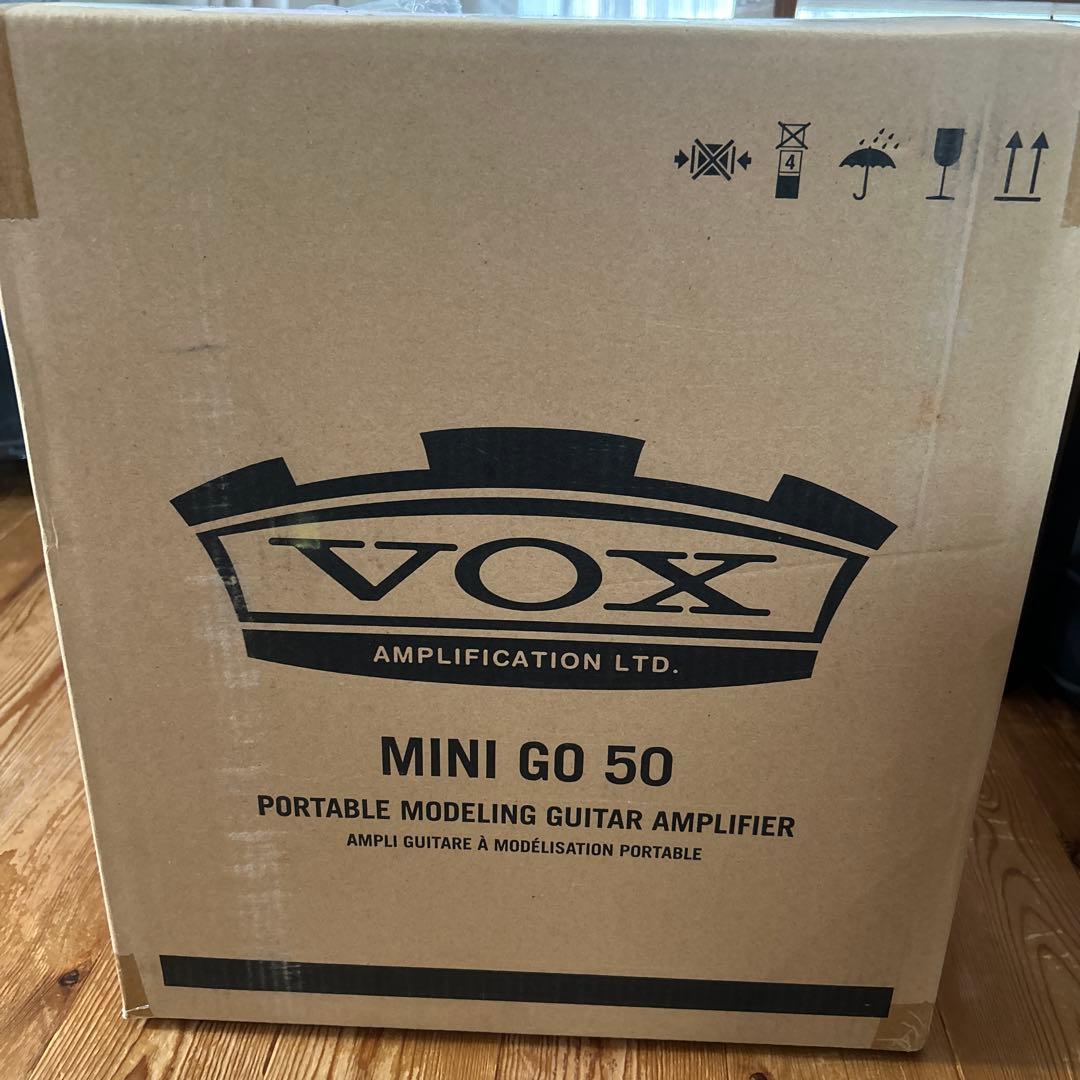 4
VOX
AMPLIFICATION LTD.
MINI GO 50
PORTABLE MODELING GUITAR AMPLIFIER
AMPLI GUITARE À MODÉLISATION PORTABLE